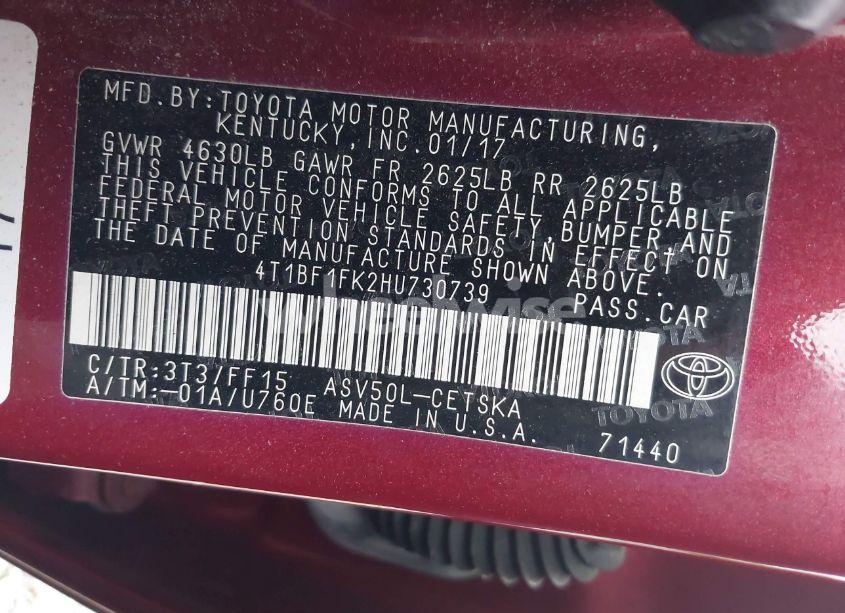 MFD.BY:TOYOTA MOTOR MANUFACTURING,
KENTUCKY,INC.01/17
GVWR 4630LB GAWR FR 2625LB RR 2625LB
THIS VEHICLE CONFORMS TO ALL APPLICABLE
FEDERAL MOTOR VEHICLE SAFETY,BUMPER,AND
THEFT PREVENTION STANDARDS IN EFFECT ON
THE DATE OF MANUFACTURE SHOWN ABOVE.
4T1BF1FK2HU730739
PASS.CAR
wheelwise
C/TR:3T3/FF15 ASV50L-CETSKA
A/TM:-01A/U760E MADE IN U.S.A.
TOYOTA
71440